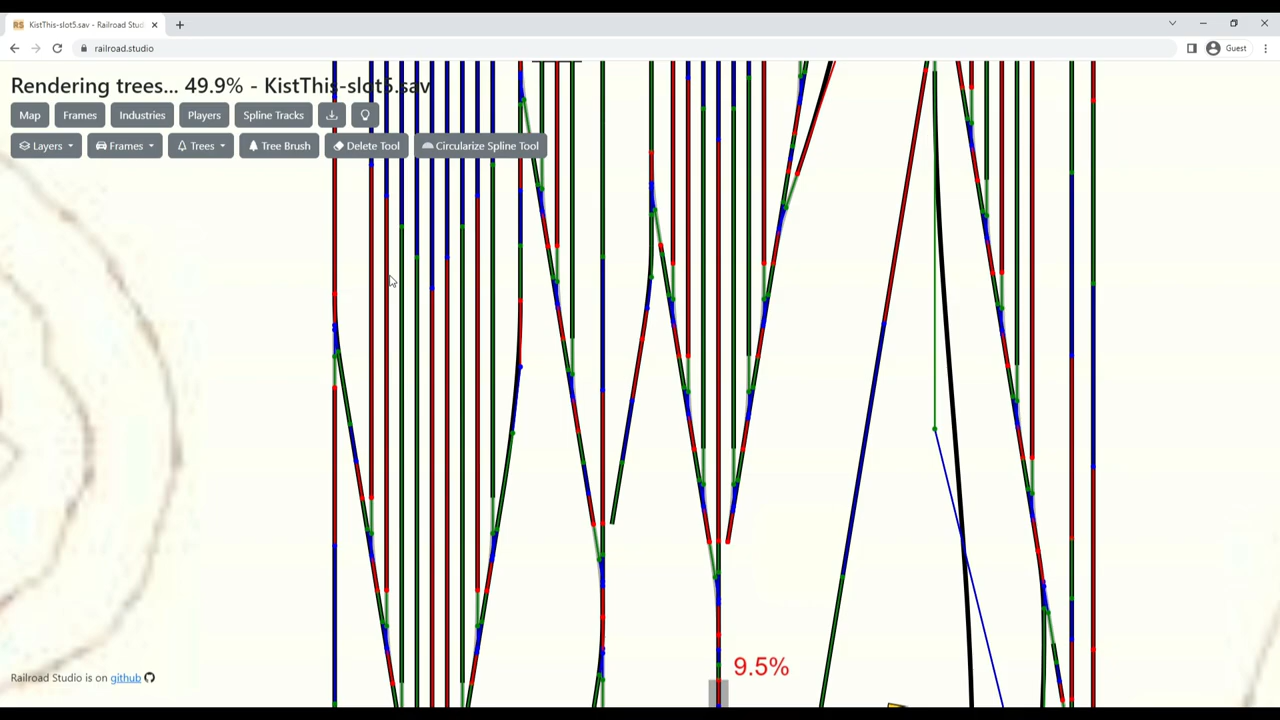 KistThis-slot5.sav - Railroad Stud
railroad.studio
Guest
Rendering trees... 49.9% - KistThis-slot5.sav
Map Frames Industries Players Spline Tracks
Layers Frames Trees Tree Brush Delete Tool Circularize Spline Tool
9.5%
Railroad Studio is on github